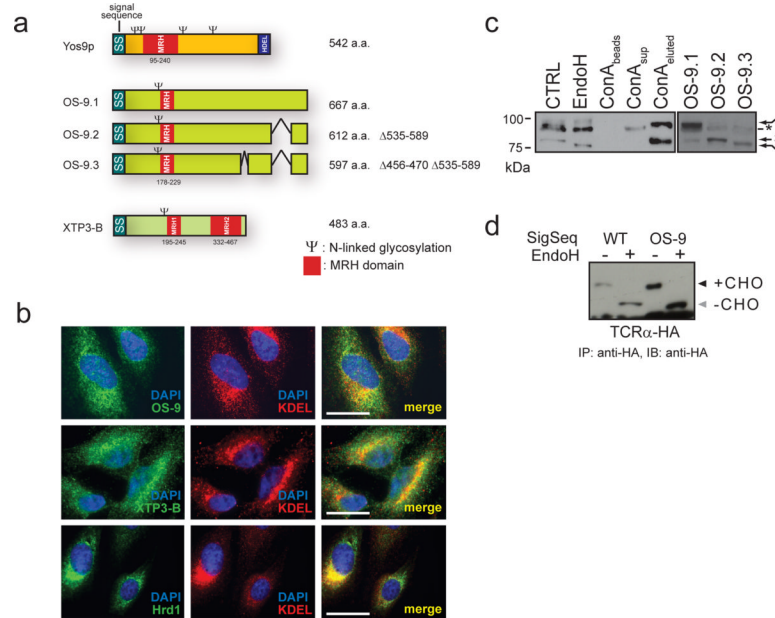 a
signal
sequence
Ψ ΨΨ Ψ Ψ
Yos9p SS MRH HDEL 542 a.a.
95-240
Ψ
OS-9.1 SS MRH 667 a.a.
Ψ
OS-9.2 SS MRH 612 a.a. Δ535-589
Ψ
OS-9.3 SS MRH 597 a.a. Δ456-470 Δ535-589
178-229
Ψ
XTP3-B SS MRH1 MRH2 483 a.a.
195-245 332-467
Ψ : N-linked glycosylation
: MRH domain
b
DAPI
OS-9
DAPI
KDEL
merge
DAPI
XTP3-B
DAPI
KDEL
merge
DAPI
Hrd1
DAPI
KDEL
merge
c
CTRL
EndoH
ConAbeads
ConAsup
ConAeluted
OS-9.1
OS-9.2
OS-9.3
100
75
kDa
*
d
SigSeq WT OS-9
EndoH - + - +
+CHO
-CHO
TCRα-HA
IP: anti-HA, IB: anti-HA